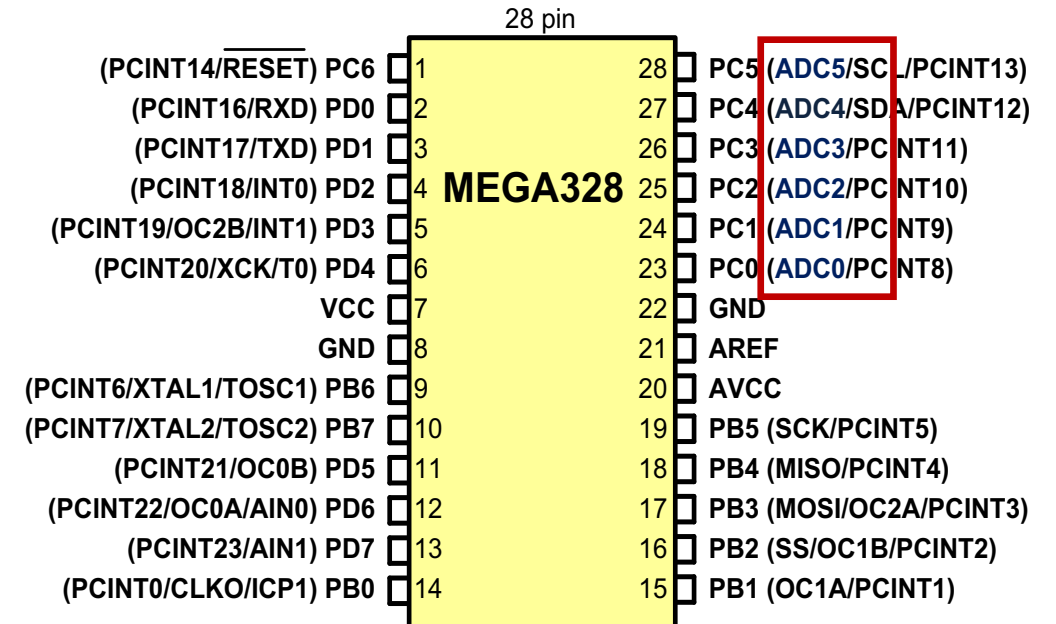 28 pin
(PCINT14/RESET) PC6 1 28 PC5 (ADC5/SCL/PCINT13)
(PCINT16/RXD) PD0 2 27 PC4 (ADC4/SDA/PCINT12)
(PCINT17/TXD) PD1 3 26 PC3 (ADC3/PCINT11)
(PCINT18/INT0) PD2 4 MEGA328 25 PC2 (ADC2/PCINT10)
(PCINT19/OC2B/INT1) PD3 5 24 PC1 (ADC1/PCINT9)
(PCINT20/XCK/T0) PD4 6 23 PC0 (ADC0/PCINT8)
VCC 7 22 GND
GND 8 21 AREF
(PCINT6/XTAL1/TOSC1) PB6 9 20 AVCC
(PCINT7/XTAL2/TOSC2) PB7 10 19 PB5 (SCK/PCINT5)
(PCINT21/OC0B) PD5 11 18 PB4 (MISO/PCINT4)
(PCINT22/OC0A/AIN0) PD6 12 17 PB3 (MOSI/OC2A/PCINT3)
(PCINT23/AIN1) PD7 13 16 PB2 (SS/OC1B/PCINT2)
(PCINT0/CLKO/ICP1) PB0 14 15 PB1 (OC1A/PCINT1)